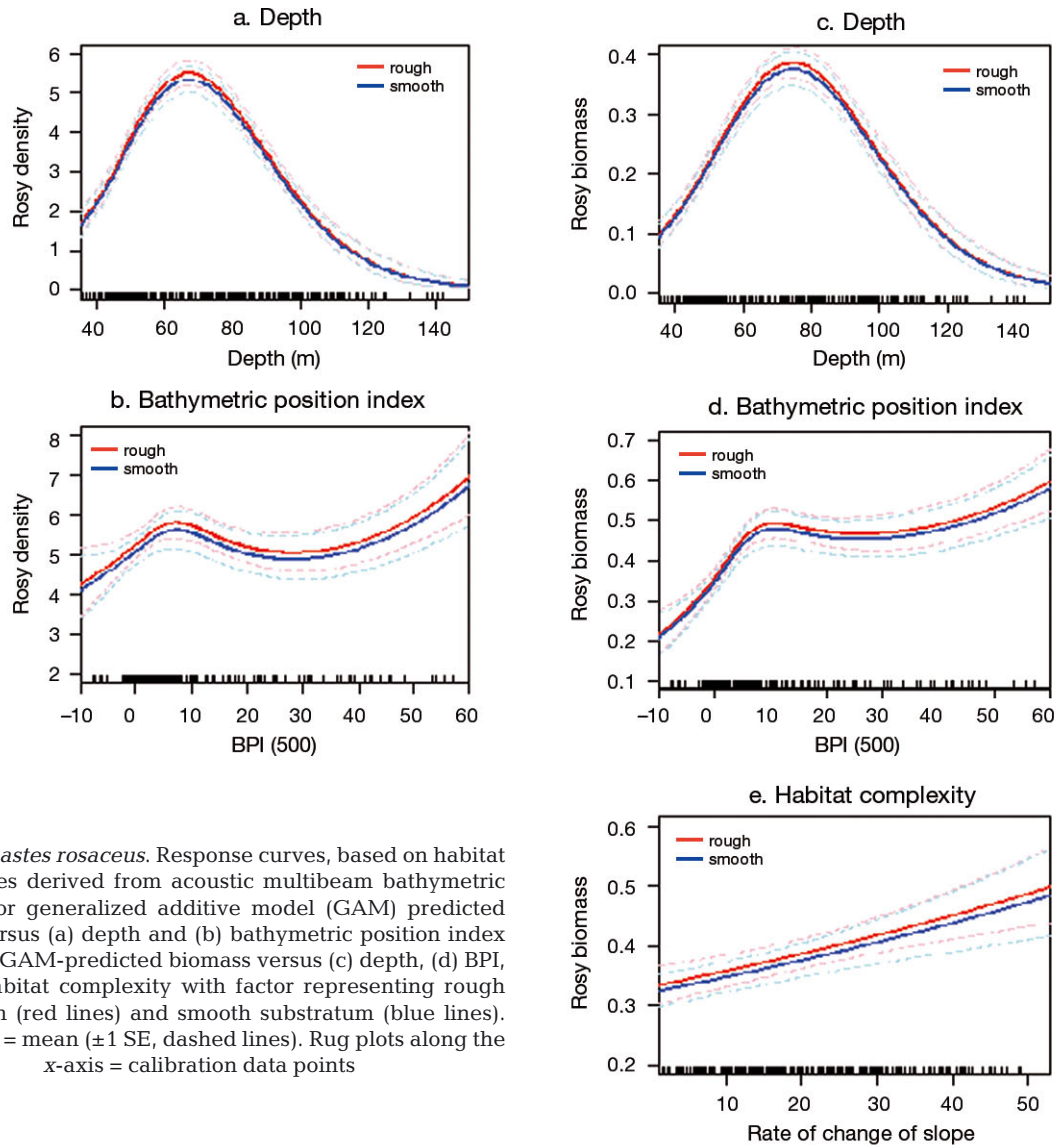 a. Depth
6
5
4
3
2
1
0
Rosy density
rough
smooth
40 60 80 100 120 140
Depth (m)
b. Bathymetric position index
8
7
6
5
4
3
2
Rosy density
rough
smooth
–10 0 10 20 30 40 50 60
BPI (500)
c. Depth
0.4
0.3
0.2
0.1
0.0
Rosy biomass
rough
smooth
40 60 80 100 120 140
Depth (m)
d. Bathymetric position index
0.7
0.6
0.5
0.4
0.3
0.2
0.1
Rosy biomass
rough
smooth
–10 0 10 20 30 40 50 60
BPI (500)
e. Habitat complexity
0.6
0.5
0.4
0.3
0.2
Rosy biomass
rough
smooth
10 20 30 40 50
Rate of change of slope
astes rosaceus. Response curves, based on habitat
es derived from acoustic multibeam bathymetric
or generalized additive model (GAM) predicted
rsus (a) depth and (b) bathymetric position index
GAM-predicted biomass versus (c) depth, (d) BPI,
abitat complexity with factor representing rough
n (red lines) and smooth substratum (blue lines).
= mean (±1 SE, dashed lines). Rug plots along the
x-axis = calibration data points